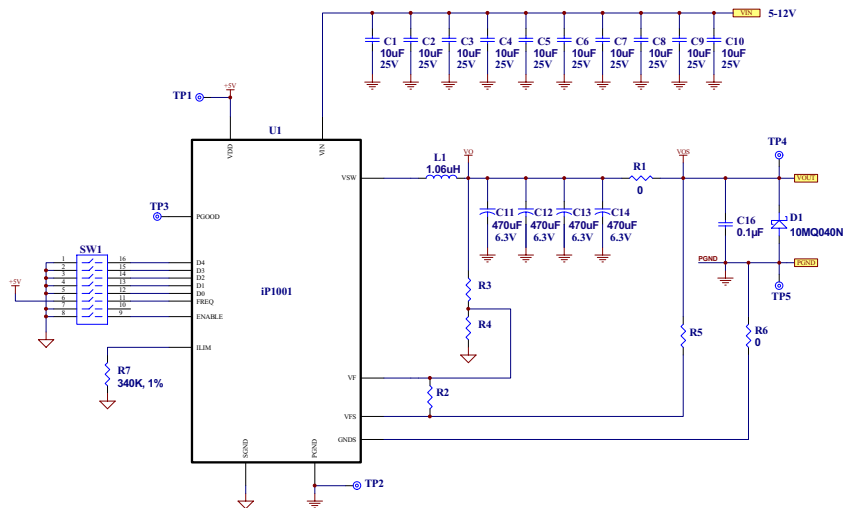 VIN 5-12V
C1 C2 C3 C4 C5 C6 C7 C8 C9 C10
10uF 10uF 10uF 10uF 10uF 10uF 10uF 10uF 10uF 10uF
25V 25V 25V 25V 25V 25V 25V 25V 25V 25V
+5V
TP1
U1
VDD
VIN
L1
1.06uH
VO
R1
0
VOS
TP4
VSW
VOUT
C11 C12 C13 C14
470uF 470uF 470uF 470uF
6.3V 6.3V 6.3V 6.3V
C16
0.1µF
D1
10MQ040N
TP3
PGOOD
PGND
PGND
TP5
SW1
+5V
1 16 D4
2 15 D3
3 14 D2
4 13 D1
5 12 D0
6 11 FREQ
7 10
8 9 ENABLE
iP1001
R3
R4
R5
R6
0
ILIM
R7
340K, 1%
VF
R2
VFS
GNDS
SGND
PGND
TP2